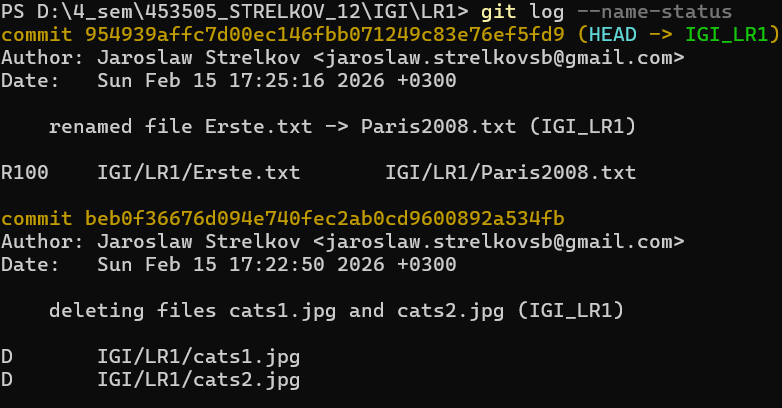 PS D:\4_sem\453505_STRELKOV_12\IGI\LR1> git log --name-status
commit 954939affc7d00ec146fbb071249c83e76ef5fd9 (HEAD -> IGI_LR1)
Author: Jaroslaw Strelkov <jaroslaw.strelkovsb@gmail.com>
Date:   Sun Feb 15 17:25:16 2026 +0300
    renamed file Erste.txt -> Paris2008.txt (IGI_LR1)
R100    IGI/LR1/Erste.txt       IGI/LR1/Paris2008.txt
commit beb0f36676d094e740fec2ab0cd9600892a534fb
Author: Jaroslaw Strelkov <jaroslaw.strelkovsb@gmail.com>
Date:   Sun Feb 15 17:22:50 2026 +0300
    deleting files cats1.jpg and cats2.jpg (IGI_LR1)
D       IGI/LR1/cats1.jpg
D       IGI/LR1/cats2.jpg